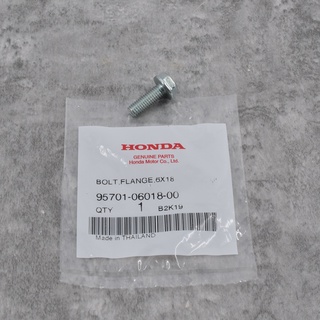 HONDA
GENUINE PARTS
Honda Motor Co., Ltd.
BOLT,FLANGE,6X18
95701-06018-00
QTY 1 B2K19
Made in THAILAND